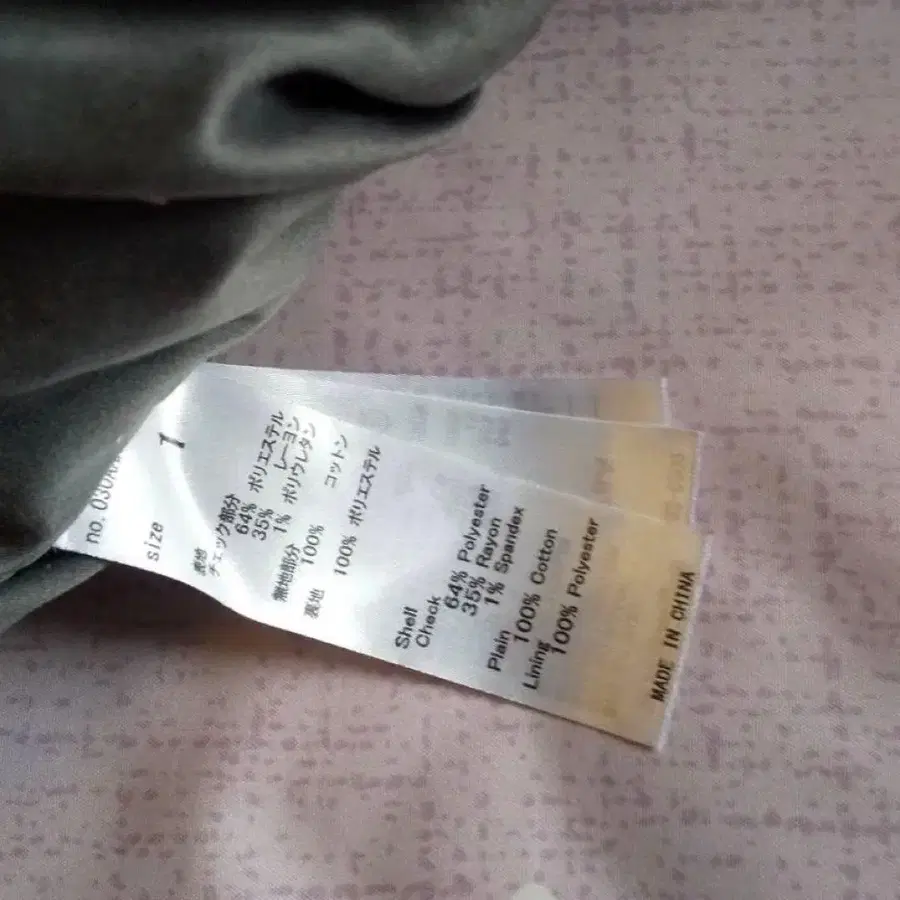 no. 030
size
1
表地
チェック部分
64% ポリエステル
35% レーヨン
1% ポリウレタン
無地部分
100% コットン
裏地
100% ポリエステル
Shell
Check
64% Polyester
35% Rayon
1% Spandex
Plain
100% Cotton
Lining
100% Polyester
MADE IN CHINA